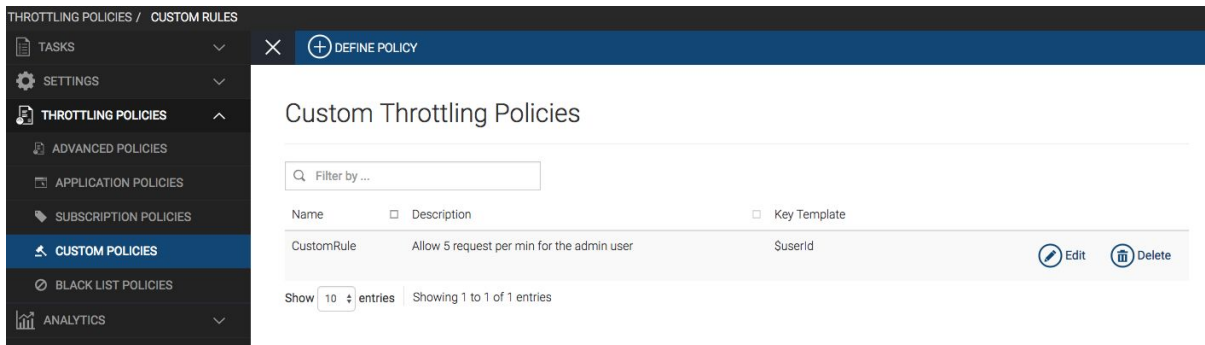 THROTTLING POLICIES / CUSTOM RULES
TASKS
SETTINGS
THROTTLING POLICIES
ADVANCED POLICIES
APPLICATION POLICIES
SUBSCRIPTION POLICIES
CUSTOM POLICIES
BLACK LIST POLICIES
ANALYTICS
DEFINE POLICY
Custom Throttling Policies
Filter by ...
Name Description Key Template
CustomRule Allow 5 request per min for the admin user $userId Edit Delete
Show 10 entries Showing 1 to 1 of 1 entries